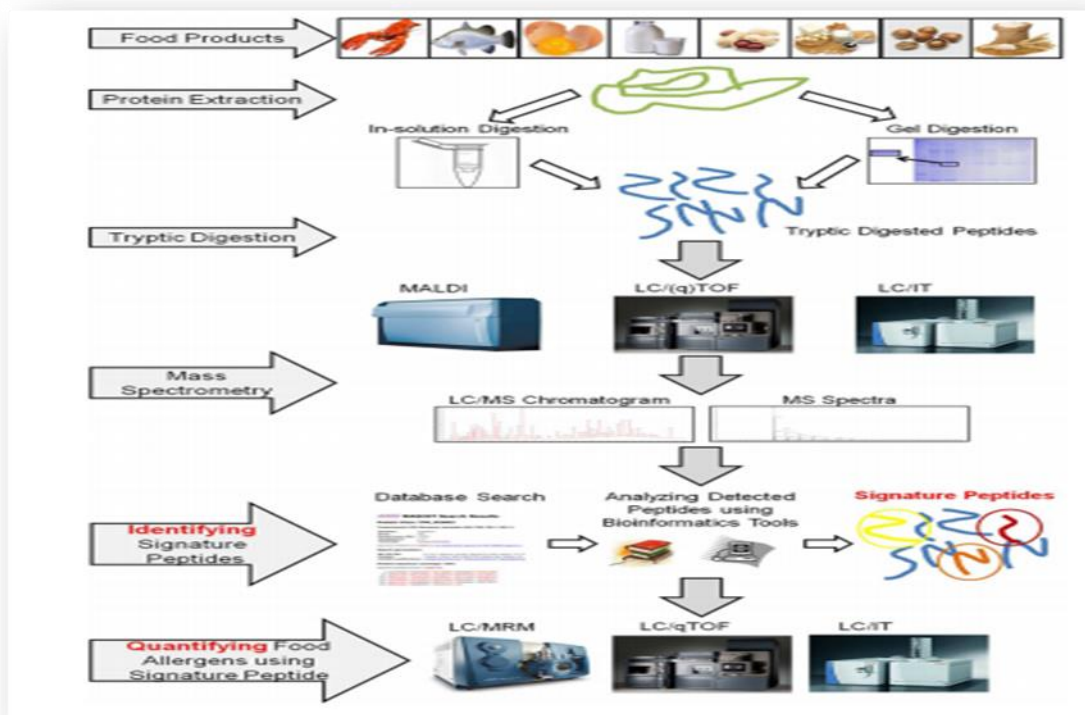 Food Products
Protein Extraction
In-solution Digestion
Gel Digestion
Tryptic Digestion
Tryptic Digested Peptides
MALDI
LC/(q)TOF
LC/IT
Mass
Spectrometry
LC/MS Chromatogram
MS Spectra
Database Search
Analyzing Detected
Peptides using
Bioinformatics Tools
Signature Peptides
Identifying
Signature
Peptides
LC/MRM
LC/qTOF
LC/IT
Quantifying Food
Allergens using
Signature Peptide